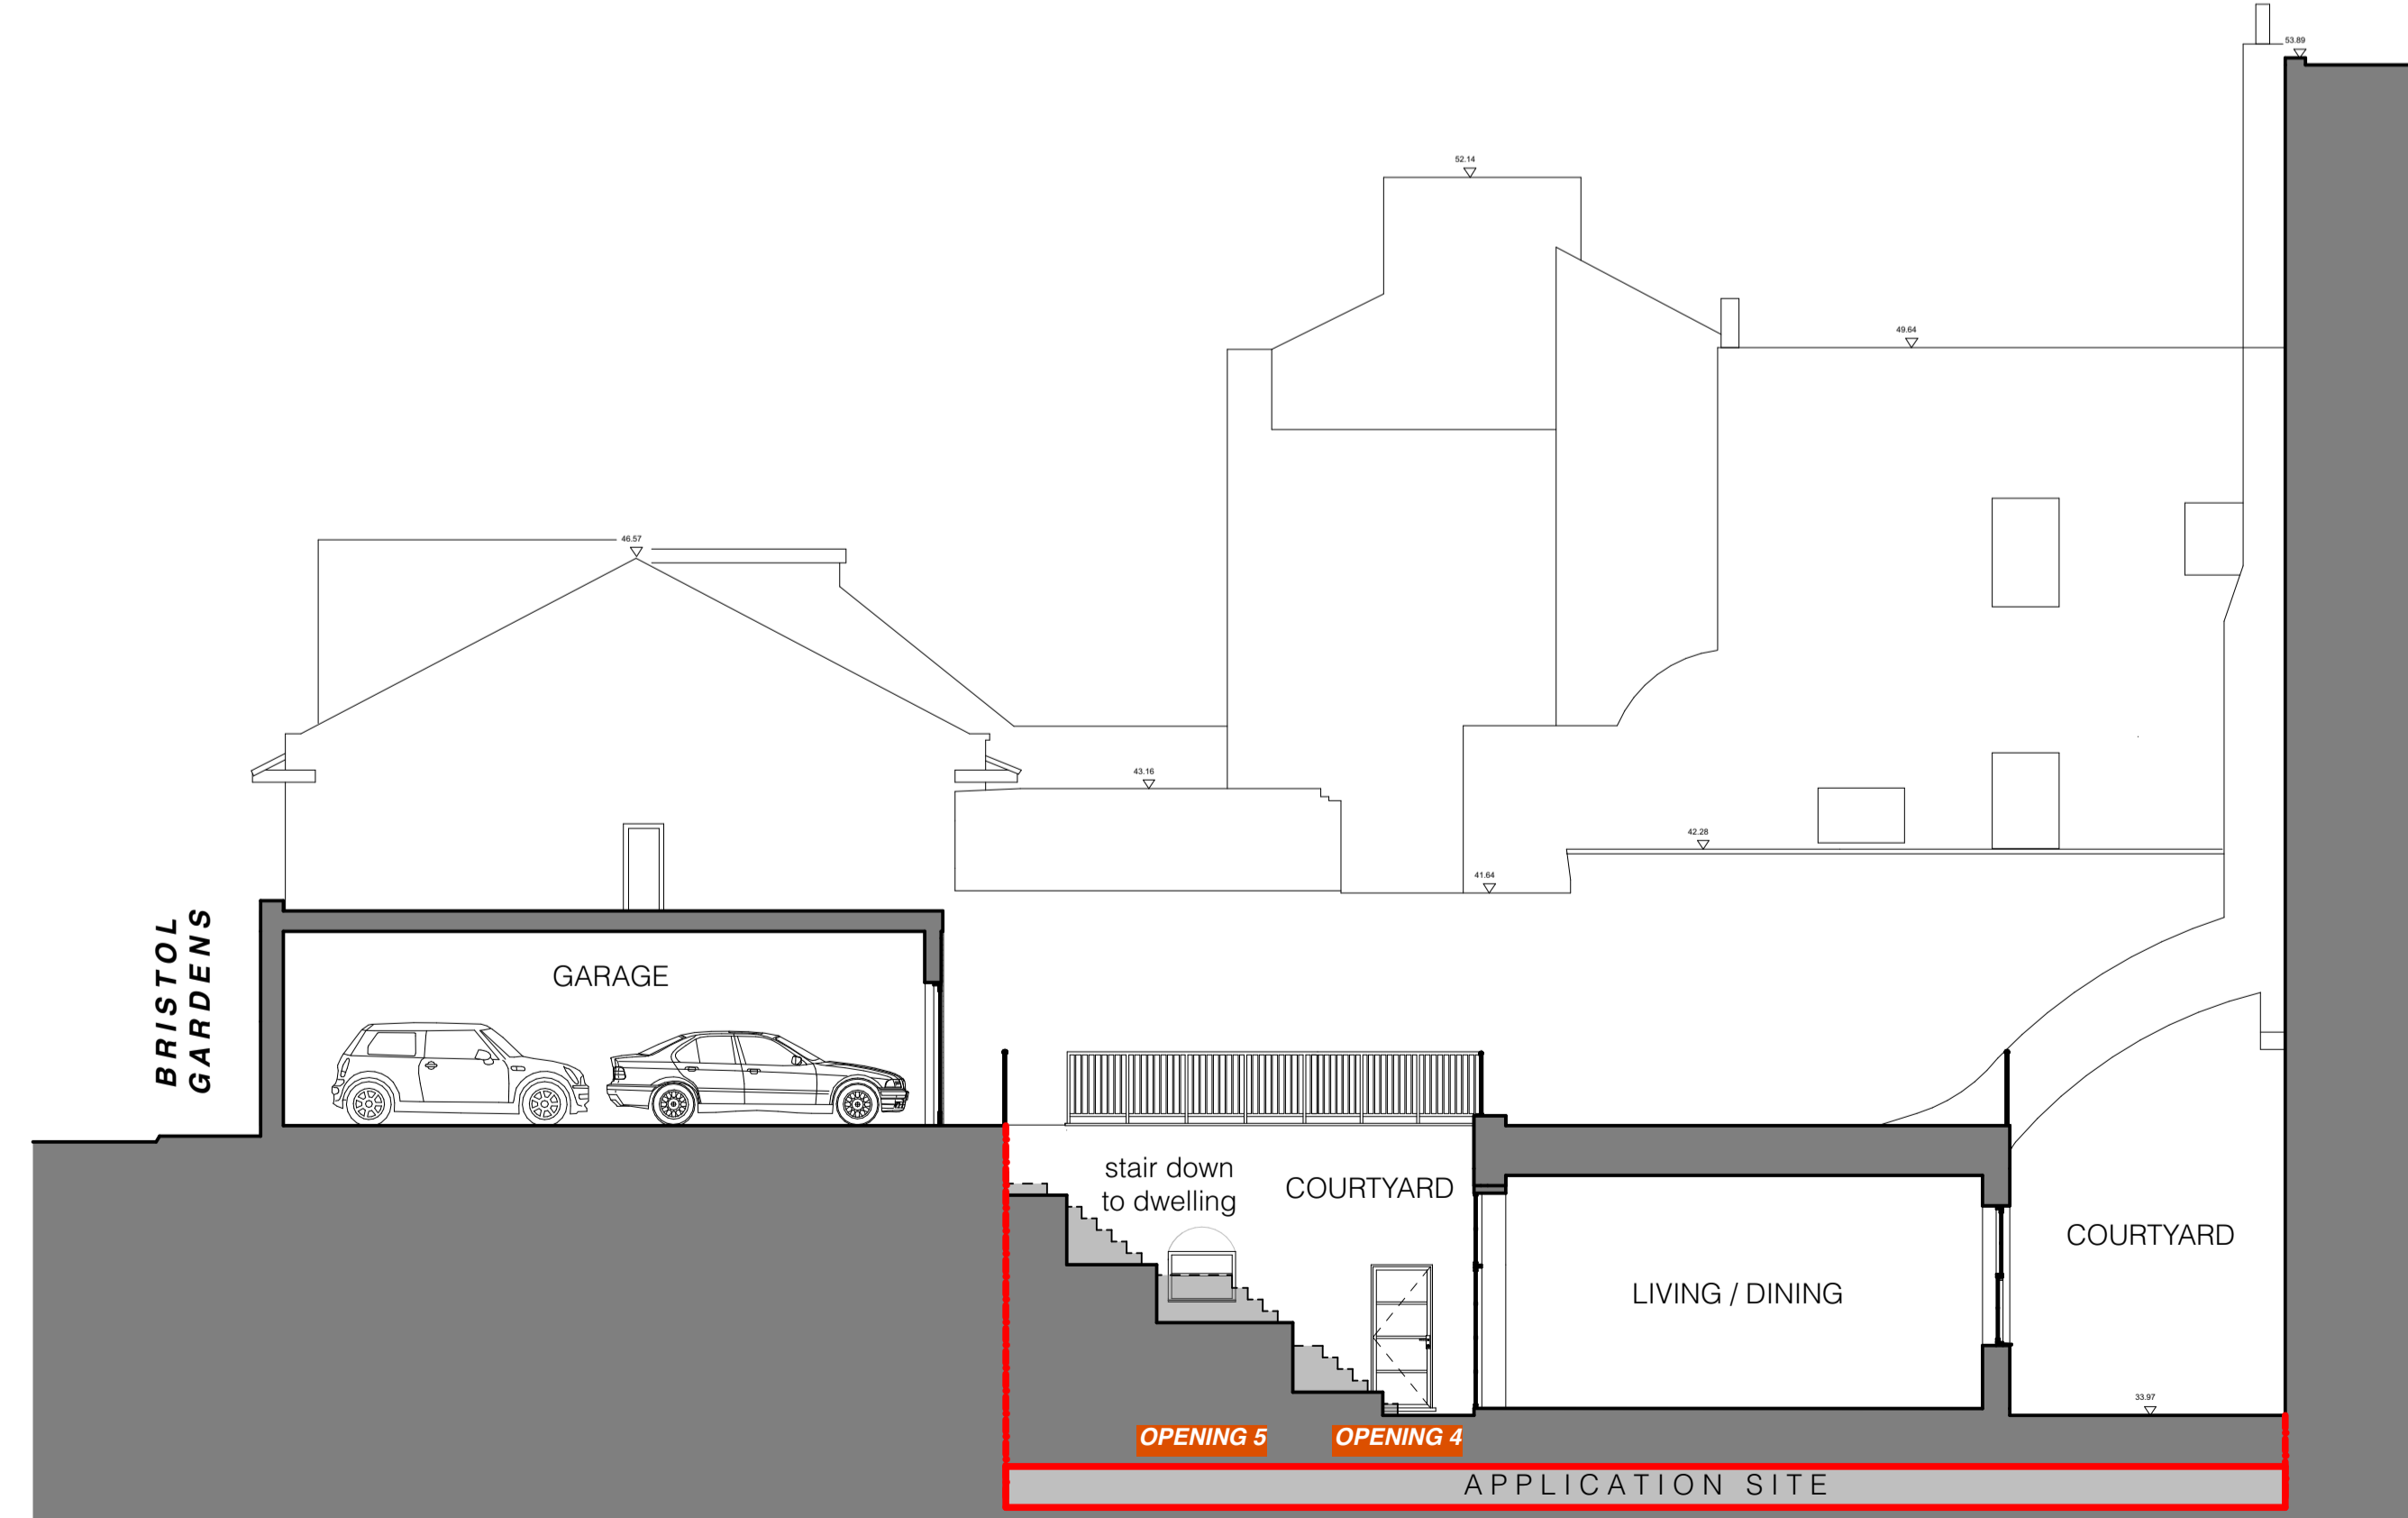 53.89
52.14
49.64
46.57
43.16
42.28
41.64
BRISTOL
GARDENS
GARAGE
stair down
to dwelling
COURTYARD
COURTYARD
LIVING / DINING
33.97
OPENING 5
OPENING 4
APPLICATION SITE